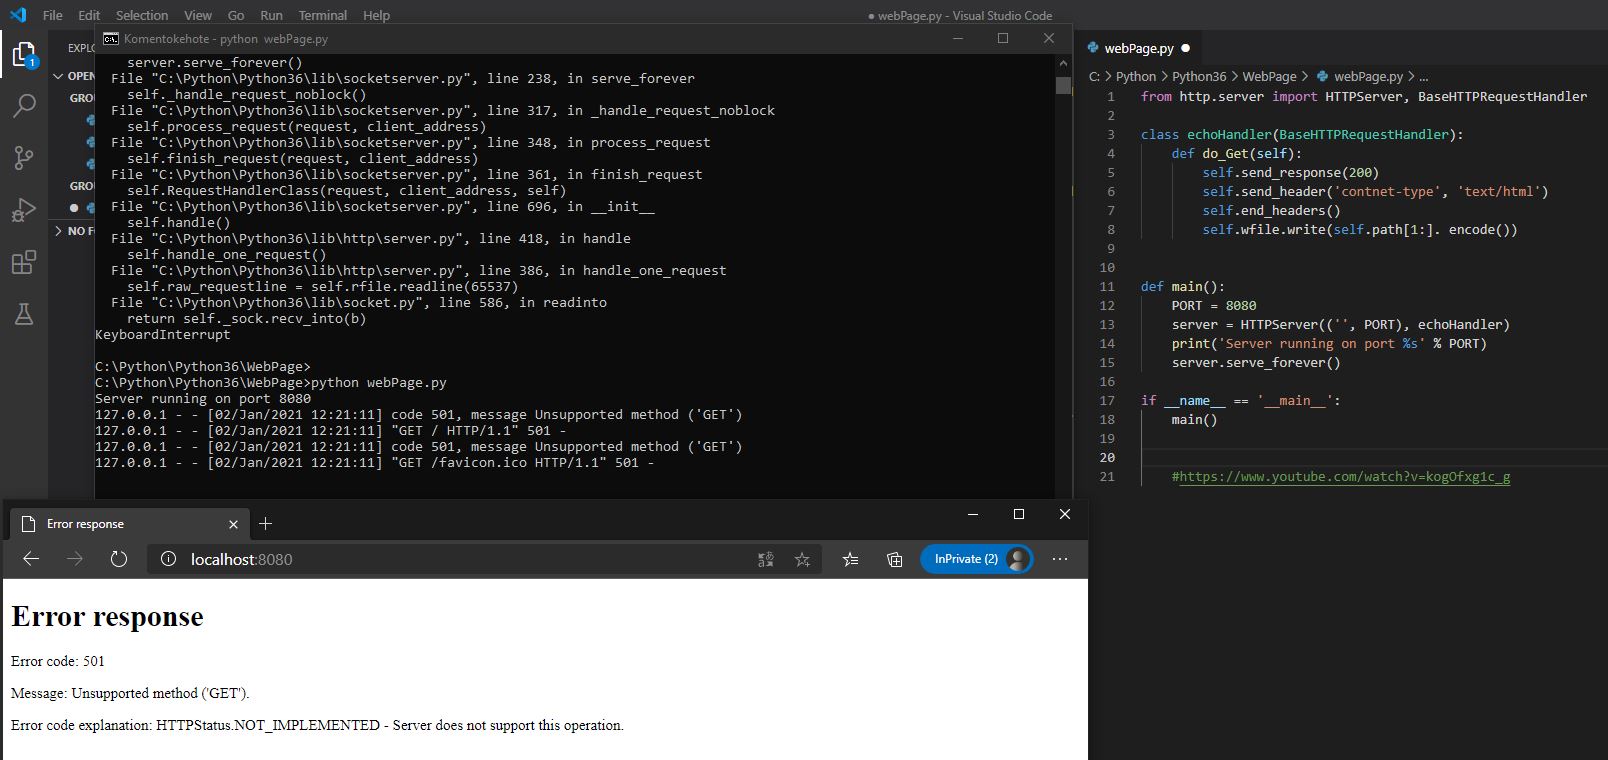 File Edit Selection View Go Run Terminal Help
● webPage.py - Visual Studio Code
EXPLO
OPEN
GROU
GROU
NO FO
1
Komentokehote - python  webPage.py
server.serve_forever()
File "C:\Python\Python36\lib\socketserver.py", line 238, in serve_forever
self._handle_request_noblock()
File "C:\Python\Python36\lib\socketserver.py", line 317, in _handle_request_noblock
self.process_request(request, client_address)
File "C:\Python\Python36\lib\socketserver.py", line 348, in process_request
self.finish_request(request, client_address)
File "C:\Python\Python36\lib\socketserver.py", line 361, in finish_request
self.RequestHandlerClass(request, client_address, self)
File "C:\Python\Python36\lib\socketserver.py", line 696, in __init__
self.handle()
File "C:\Python\Python36\lib\http\server.py", line 418, in handle
self.handle_one_request()
File "C:\Python\Python36\lib\http\server.py", line 386, in handle_one_request
self.raw_requestline = self.rfile.readline(65537)
File "C:\Python\Python36\lib\socket.py", line 586, in readinto
return self._sock.recv_into(b)
KeyboardInterrupt
C:\Python\Python36\WebPage>
C:\Python\Python36\WebPage>python webPage.py
Server running on port 8080
127.0.0.1 - - [02/Jan/2021 12:21:11] code 501, message Unsupported method ('GET')
127.0.0.1 - - [02/Jan/2021 12:21:11] "GET / HTTP/1.1" 501 -
127.0.0.1 - - [02/Jan/2021 12:21:11] code 501, message Unsupported method ('GET')
127.0.0.1 - - [02/Jan/2021 12:21:11] "GET /favicon.ico HTTP/1.1" 501 -
webPage.py ●
C: > Python > Python36 > WebPage > webPage.py > ...
1 from http.server import HTTPServer, BaseHTTPRequestHandler
2
3 class echoHandler(BaseHTTPRequestHandler):
4 def do_Get(self):
5 self.send_response(200)
6 self.send_header('contnet-type', 'text/html')
7 self.end_headers()
8 self.wfile.write(self.path[1:]. encode())
9
10
11 def main():
12 PORT = 8080
13 server = HTTPServer(('', PORT), echoHandler)
14 print('Server running on port %s' % PORT)
15 server.serve_forever()
16
17 if __name__ == '__main__':
18 main()
19
20
21 #https://www.youtube.com/watch?v=kogOfxg1c_g
Error response
localhost:8080
InPrivate (2)
Error response
Error code: 501
Message: Unsupported method ('GET').
Error code explanation: HTTPStatus.NOT_IMPLEMENTED - Server does not support this operation.